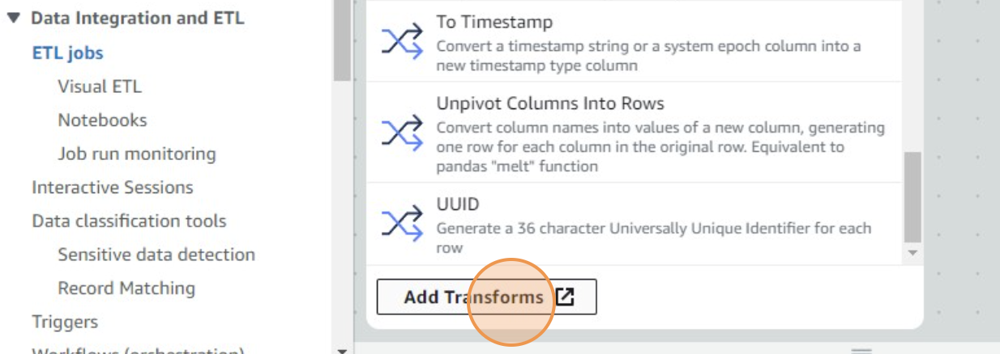 Data Integration and ETL
ETL jobs
Visual ETL
Notebooks
Job run monitoring
Interactive Sessions
Data classification tools
Sensitive data detection
Record Matching
Triggers
Workflows (orchestration)
To Timestamp
Convert a timestamp string or a system epoch column into a
new timestamp type column
Unpivot Columns Into Rows
Convert column names into values of a new column, generating
one row for each column in the original row. Equivalent to
pandas "melt" function
UUID
Generate a 36 character Universally Unique Identifier for each
row
Add Transforms